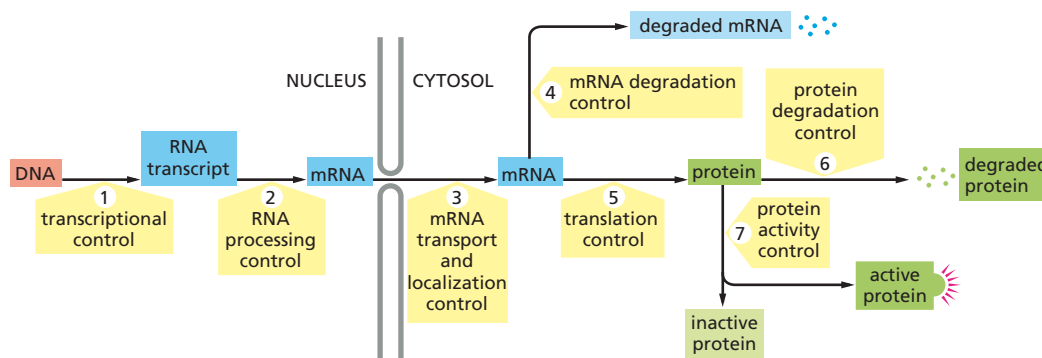 degraded mRNA
NUCLEUS
CYTOSOL
4
mRNA degradation
control
protein
degradation
control
6
DNA
RNA
transcript
mRNA
mRNA
protein
degraded
protein
1
transcriptional
control
2
RNA
processing
control
3
mRNA
transport
and
localization
control
5
translation
control
7
protein
activity
control
active
protein
inactive
protein